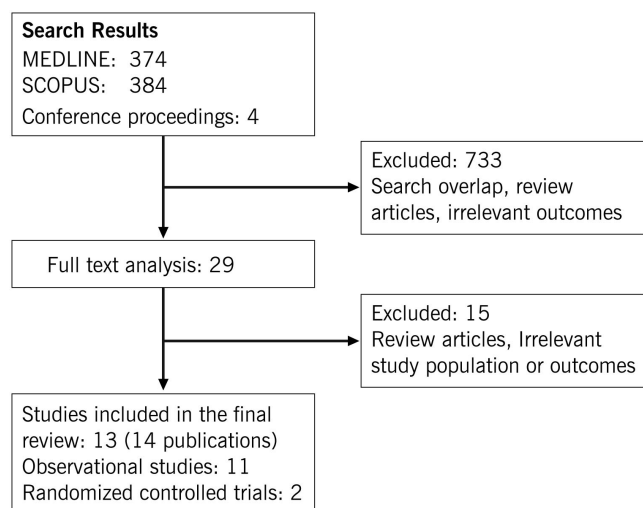 Search Results
MEDLINE: 374
SCOPUS: 384
Conference proceedings: 4
Excluded: 733
Search overlap, review
articles, irrelevant outcomes
Full text analysis: 29
Excluded: 15
Review articles, Irrelevant
study population or outcomes
Studies included in the final
review: 13 (14 publications)
Observational studies: 11
Randomized controlled trials: 2